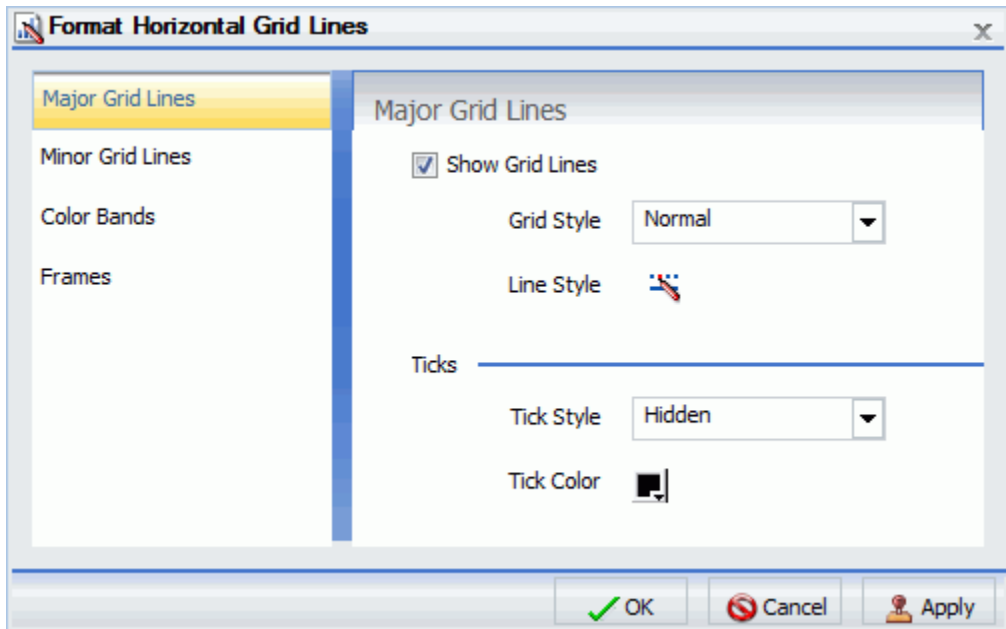 Format Horizontal Grid Lines
Major Grid Lines
Minor Grid Lines
Color Bands
Frames
Major Grid Lines
Show Grid Lines
Grid Style Normal
Line Style
Ticks
Tick Style Hidden
Tick Color
OK Cancel Apply